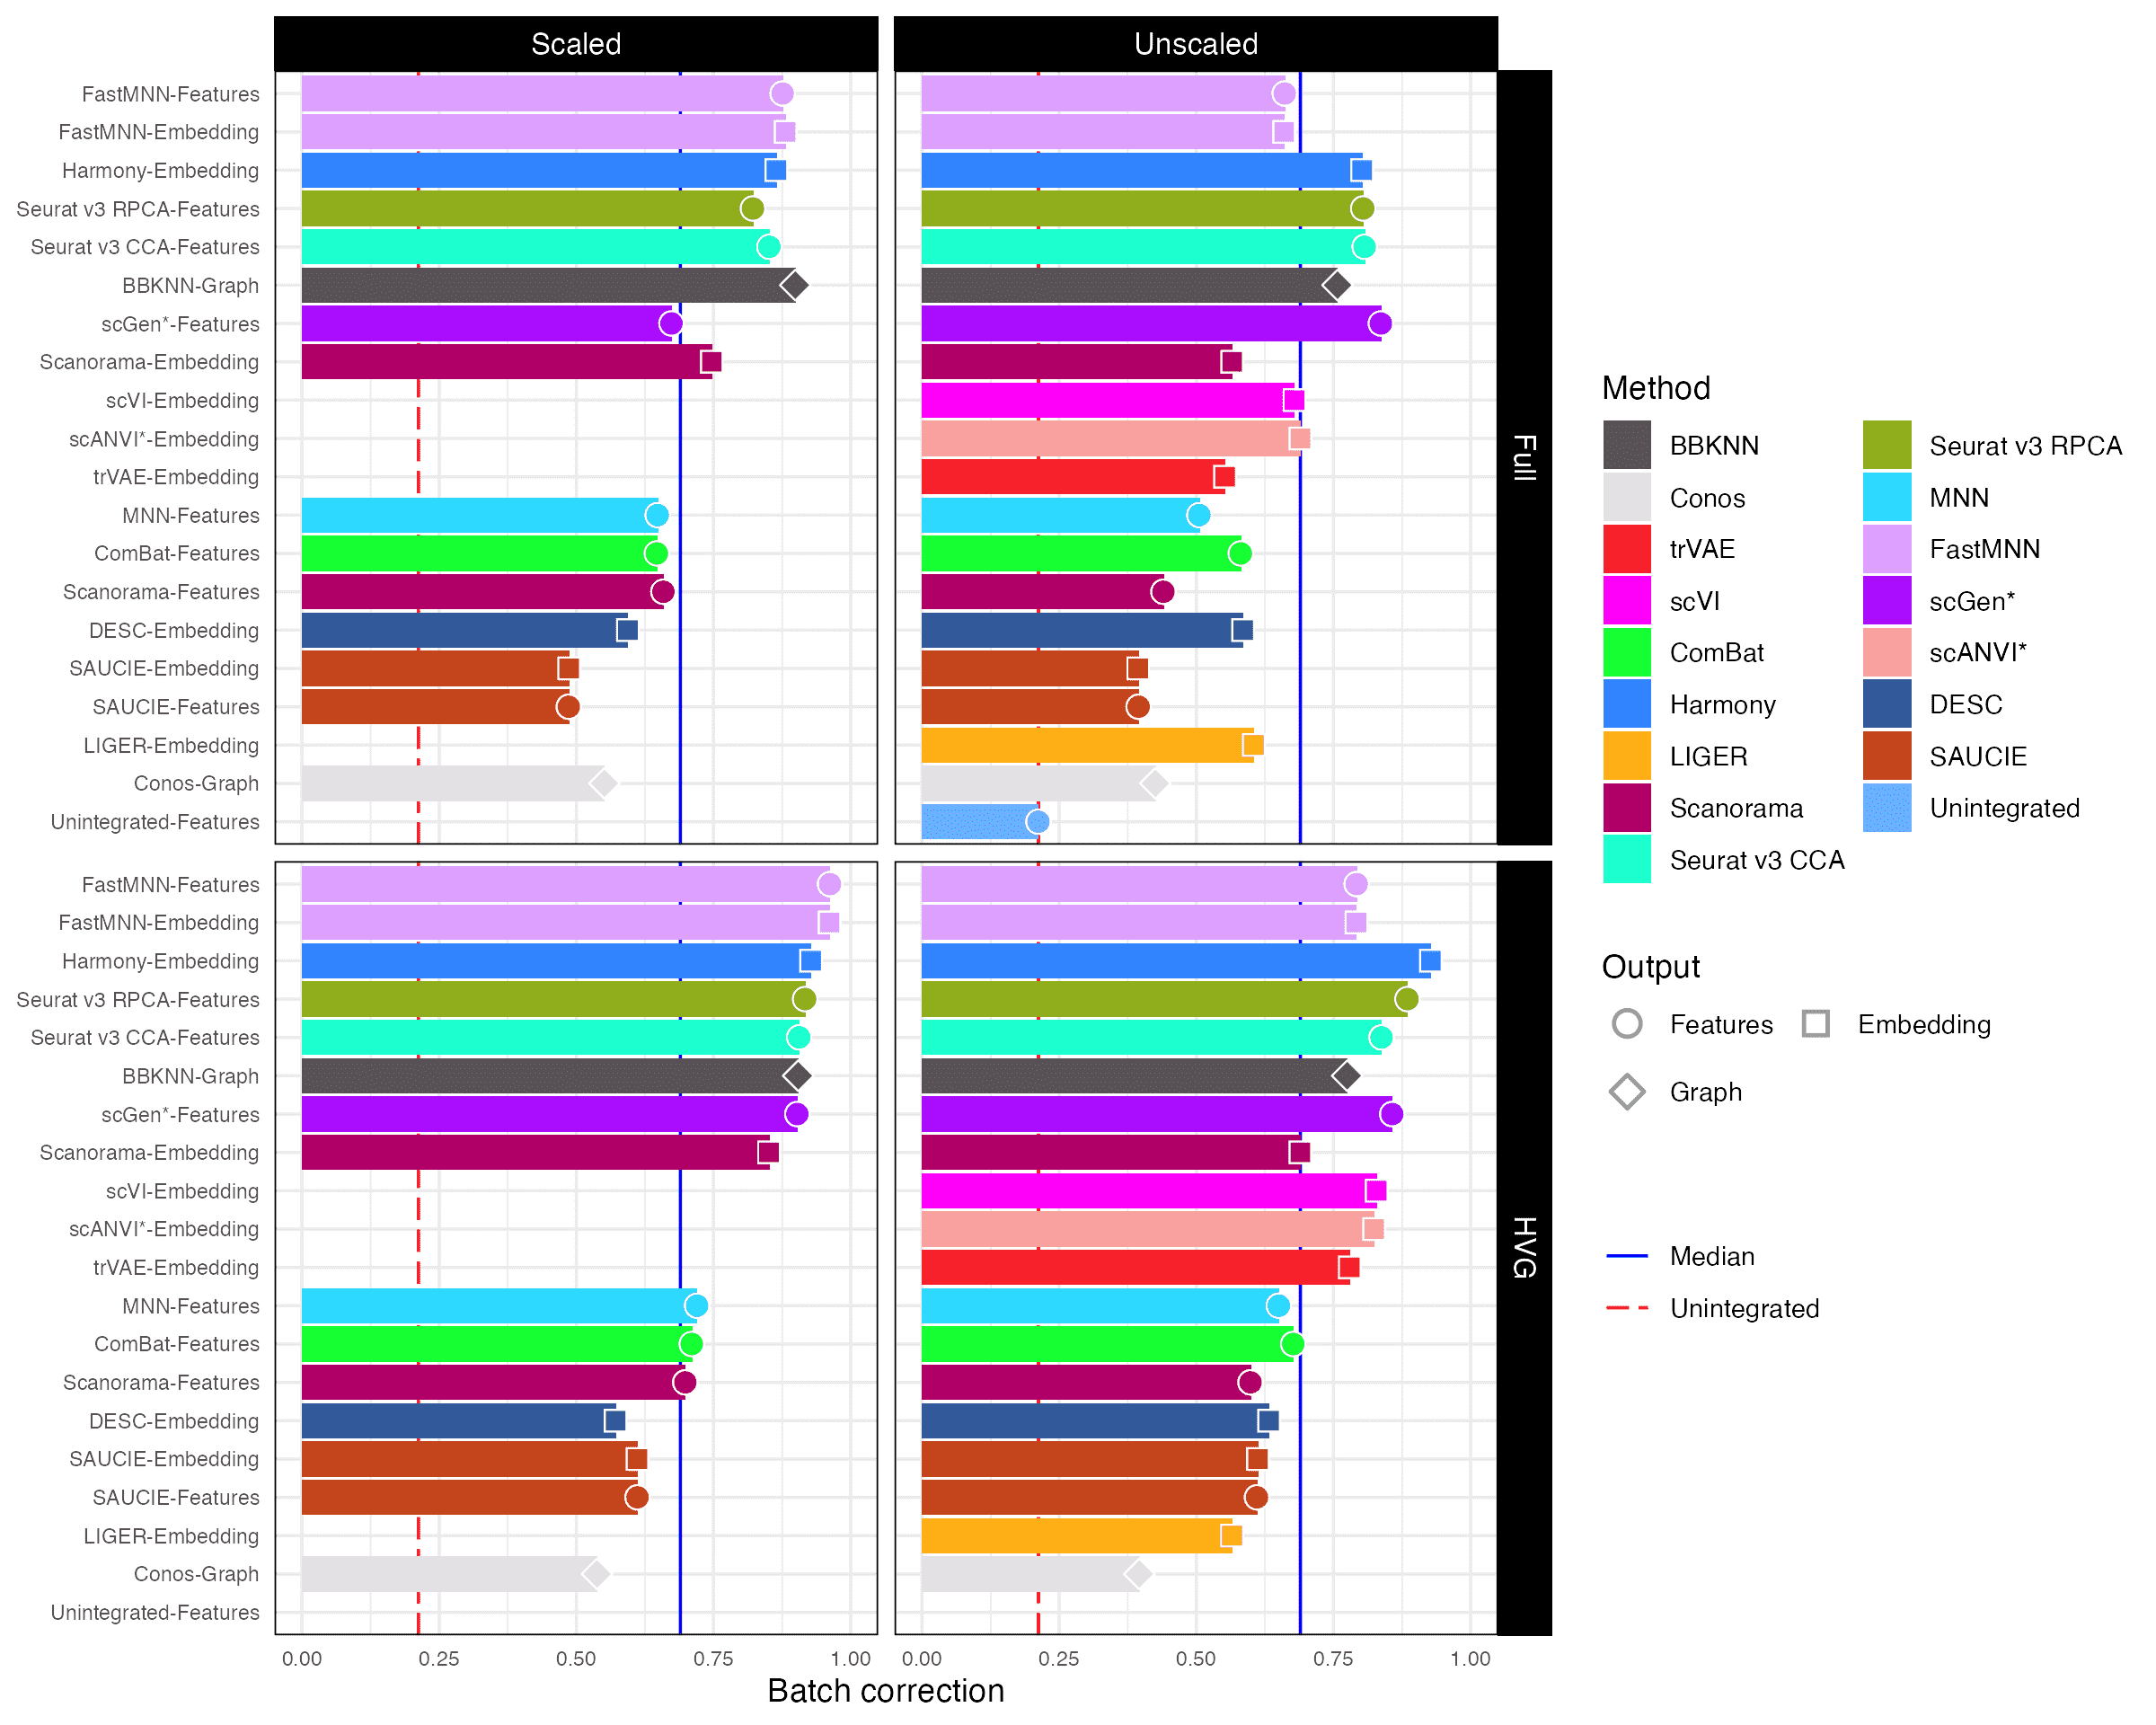 Scaled
Unscaled
FastMNN-Features
FastMNN-Embedding
Harmony-Embedding
Seurat v3 RPCA-Features
Seurat v3 CCA-Features
BBKNN-Graph
scGen*-Features
Scanorama-Embedding
scVI-Embedding
scANVI*-Embedding
trVAE-Embedding
MNN-Features
ComBat-Features
Scanorama-Features
DESC-Embedding
SAUCIE-Embedding
SAUCIE-Features
LIGER-Embedding
Conos-Graph
Unintegrated-Features
Full
FastMNN-Features
FastMNN-Embedding
Harmony-Embedding
Seurat v3 RPCA-Features
Seurat v3 CCA-Features
BBKNN-Graph
scGen*-Features
Scanorama-Embedding
scVI-Embedding
scANVI*-Embedding
trVAE-Embedding
MNN-Features
ComBat-Features
Scanorama-Features
DESC-Embedding
SAUCIE-Embedding
SAUCIE-Features
LIGER-Embedding
Conos-Graph
Unintegrated-Features
HVG
0.00 0.25 0.50 0.75 1.00
0.00 0.25 0.50 0.75 1.00
Batch correction
Method
BBKNN
Conos
trVAE
scVI
ComBat
Harmony
LIGER
Scanorama
Seurat v3 CCA
Seurat v3 RPCA
MNN
FastMNN
scGen*
scANVI*
DESC
SAUCIE
Unintegrated
Output
Features
Embedding
Graph
Median
Unintegrated